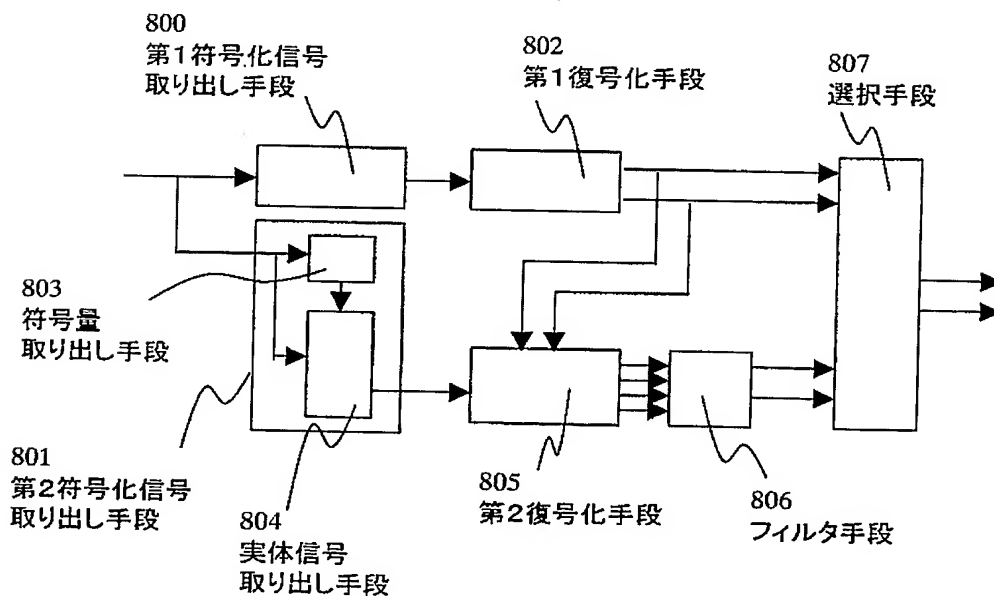 800
第1符号化信号
取り出し手段
802
第1復号化手段
807
選択手段
803
符号量
取り出し手段
801
第2符号化信号
取り出し手段
804
実体信号
取り出し手段
805
第2復号化手段
806
フィルタ手段